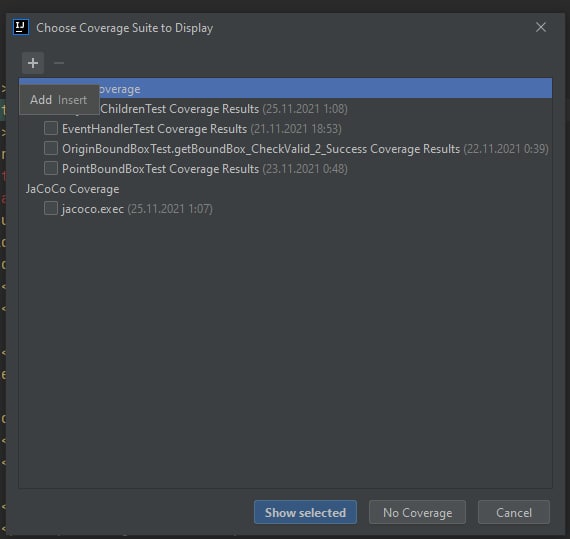 IJ
Choose Coverage Suite to Display
overage
Add Insert
ChildrenTest Coverage Results (25.11.2021 1:08)
EventHandlerTest Coverage Results (21.11.2021 18:53)
OriginBoundBoxTest.getBoundBox_CheckValid_2_Success Coverage Results (22.11.2021 0:39)
PointBoundBoxTest Coverage Results (23.11.2021 0:48)
JaCoCo Coverage
jacoco.exec (25.11.2021 1:07)
Show selected
No Coverage
Cancel